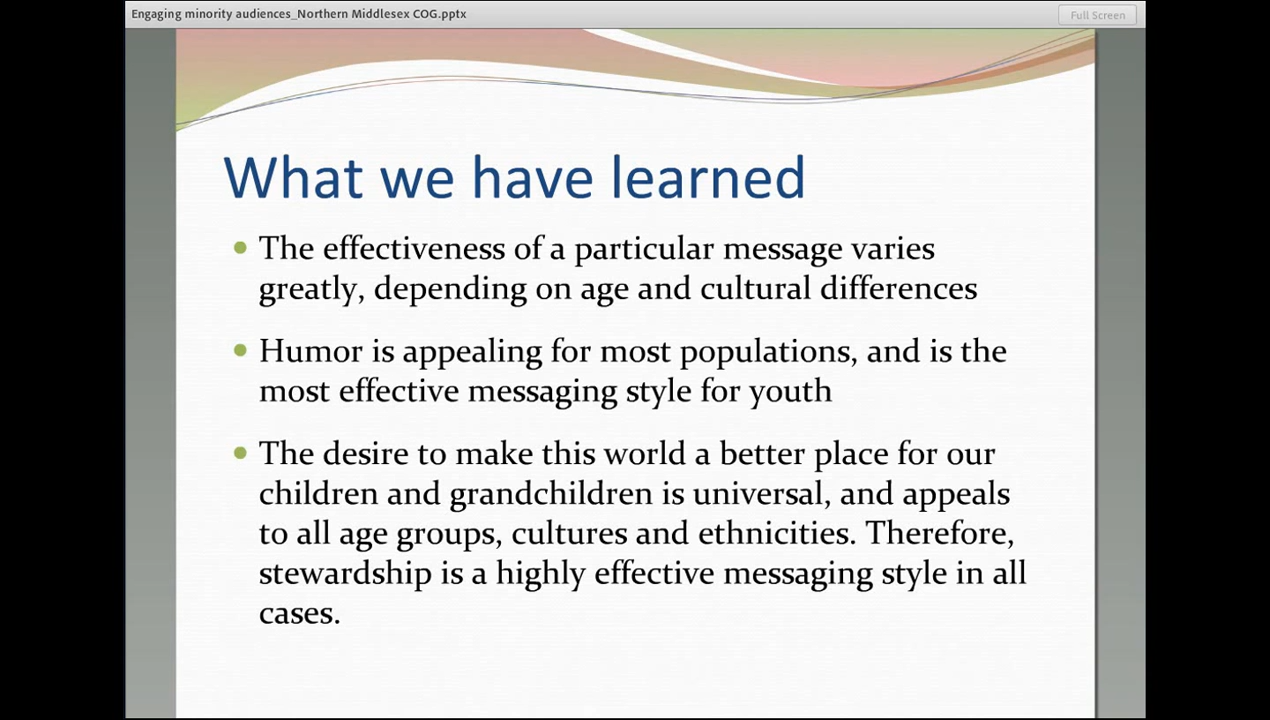 Engaging minority audiences_Northern Middlesex COG.pptx
Full Screen
What we have learned
• The effectiveness of a particular message varies
greatly, depending on age and cultural differences
• Humor is appealing for most populations, and is the
most effective messaging style for youth
• The desire to make this world a better place for our
children and grandchildren is universal, and appeals
to all age groups, cultures and ethnicities. Therefore,
stewardship is a highly effective messaging style in all
cases.